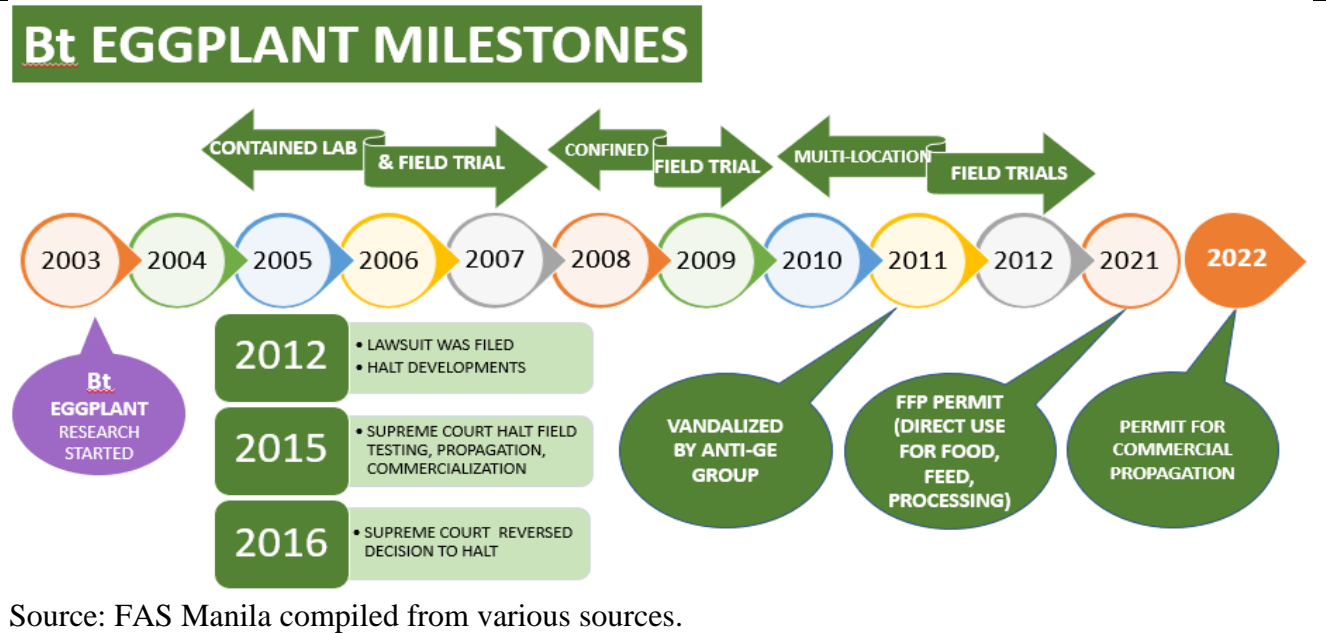 Bt EGGPLANT MILESTONES
CONTAINED LAB
& FIELD TRIAL
CONFINED
FIELD TRIAL
MULTI-LOCATION
FIELD TRIALS
2003
2004
2005
2006
2007
2008
2009
2010
2011
2012
2021
2022
Bt
EGGPLANT
RESEARCH
STARTED
2012
• LAWSUIT WAS FILED
• HALT DEVELOPMENTS
2015
• SUPREME COURT HALT FIELD
TESTING, PROPAGATION,
COMMERCIALIZATION
2016
• SUPREME COURT REVERSED
DECISION TO HALT
VANDALIZED
BY ANTI-GE
GROUP
FFP PERMIT
(DIRECT USE
FOR FOOD,
FEED,
PROCESSING)
PERMIT FOR
COMMERCIAL
PROPAGATION
Source: FAS Manila compiled from various sources.